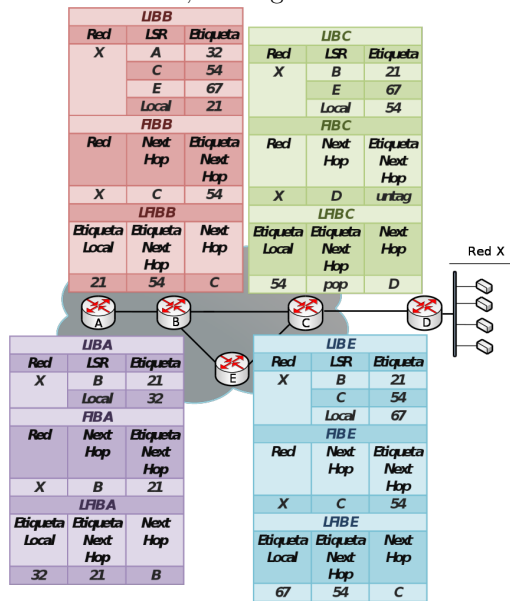 LIBB
Red LSR Etiqueta
X A 32
C 54
E 67
Local 21
FIBB
Red Next Hop Etiqueta Next Hop
X C 54
LFIBB
Etiqueta Local Etiqueta Next Hop Next Hop
21 54 C
LIBC
Red LSR Etiqueta
X B 21
E 67
Local 54
FIBC
Red Next Hop Etiqueta Next Hop
X D untag
LFIBC
Etiqueta Local Etiqueta Next Hop Next Hop
54 pop D
Red X
A
B
C
D
E
LIBA
Red LSR Etiqueta
X B 21
Local 32
FIBA
Red Next Hop Etiqueta Next Hop
X B 21
LFIBA
Etiqueta Local Etiqueta Next Hop Next Hop
32 21 B
LIBE
Red LSR Etiqueta
X B 21
C 54
Local 67
FIBE
Red Next Hop Etiqueta Next Hop
X C 54
LFIBE
Etiqueta Local Etiqueta Next Hop Next Hop
67 54 C